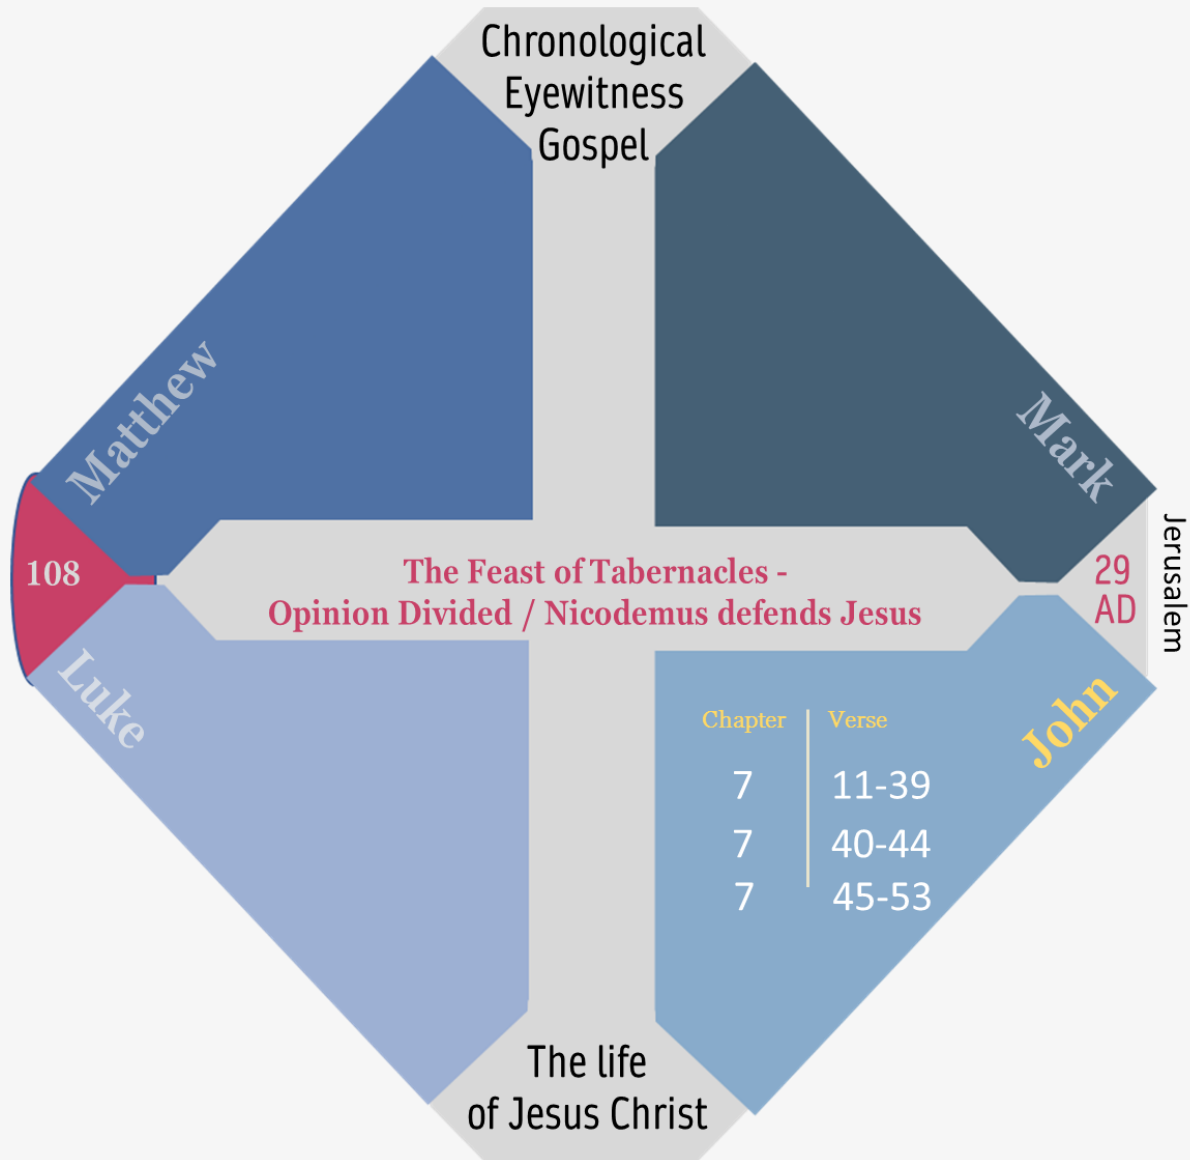 Chronological
Eyewitness
Gospel
Matthew
Mark
108
The Feast of Tabernacles -
Opinion Divided / Nicodemus defends Jesus
29
AD
Jerusalem
Luke
John
Chapter Verse
7 11-39
7 40-44
7 45-53
The life
of Jesus Christ